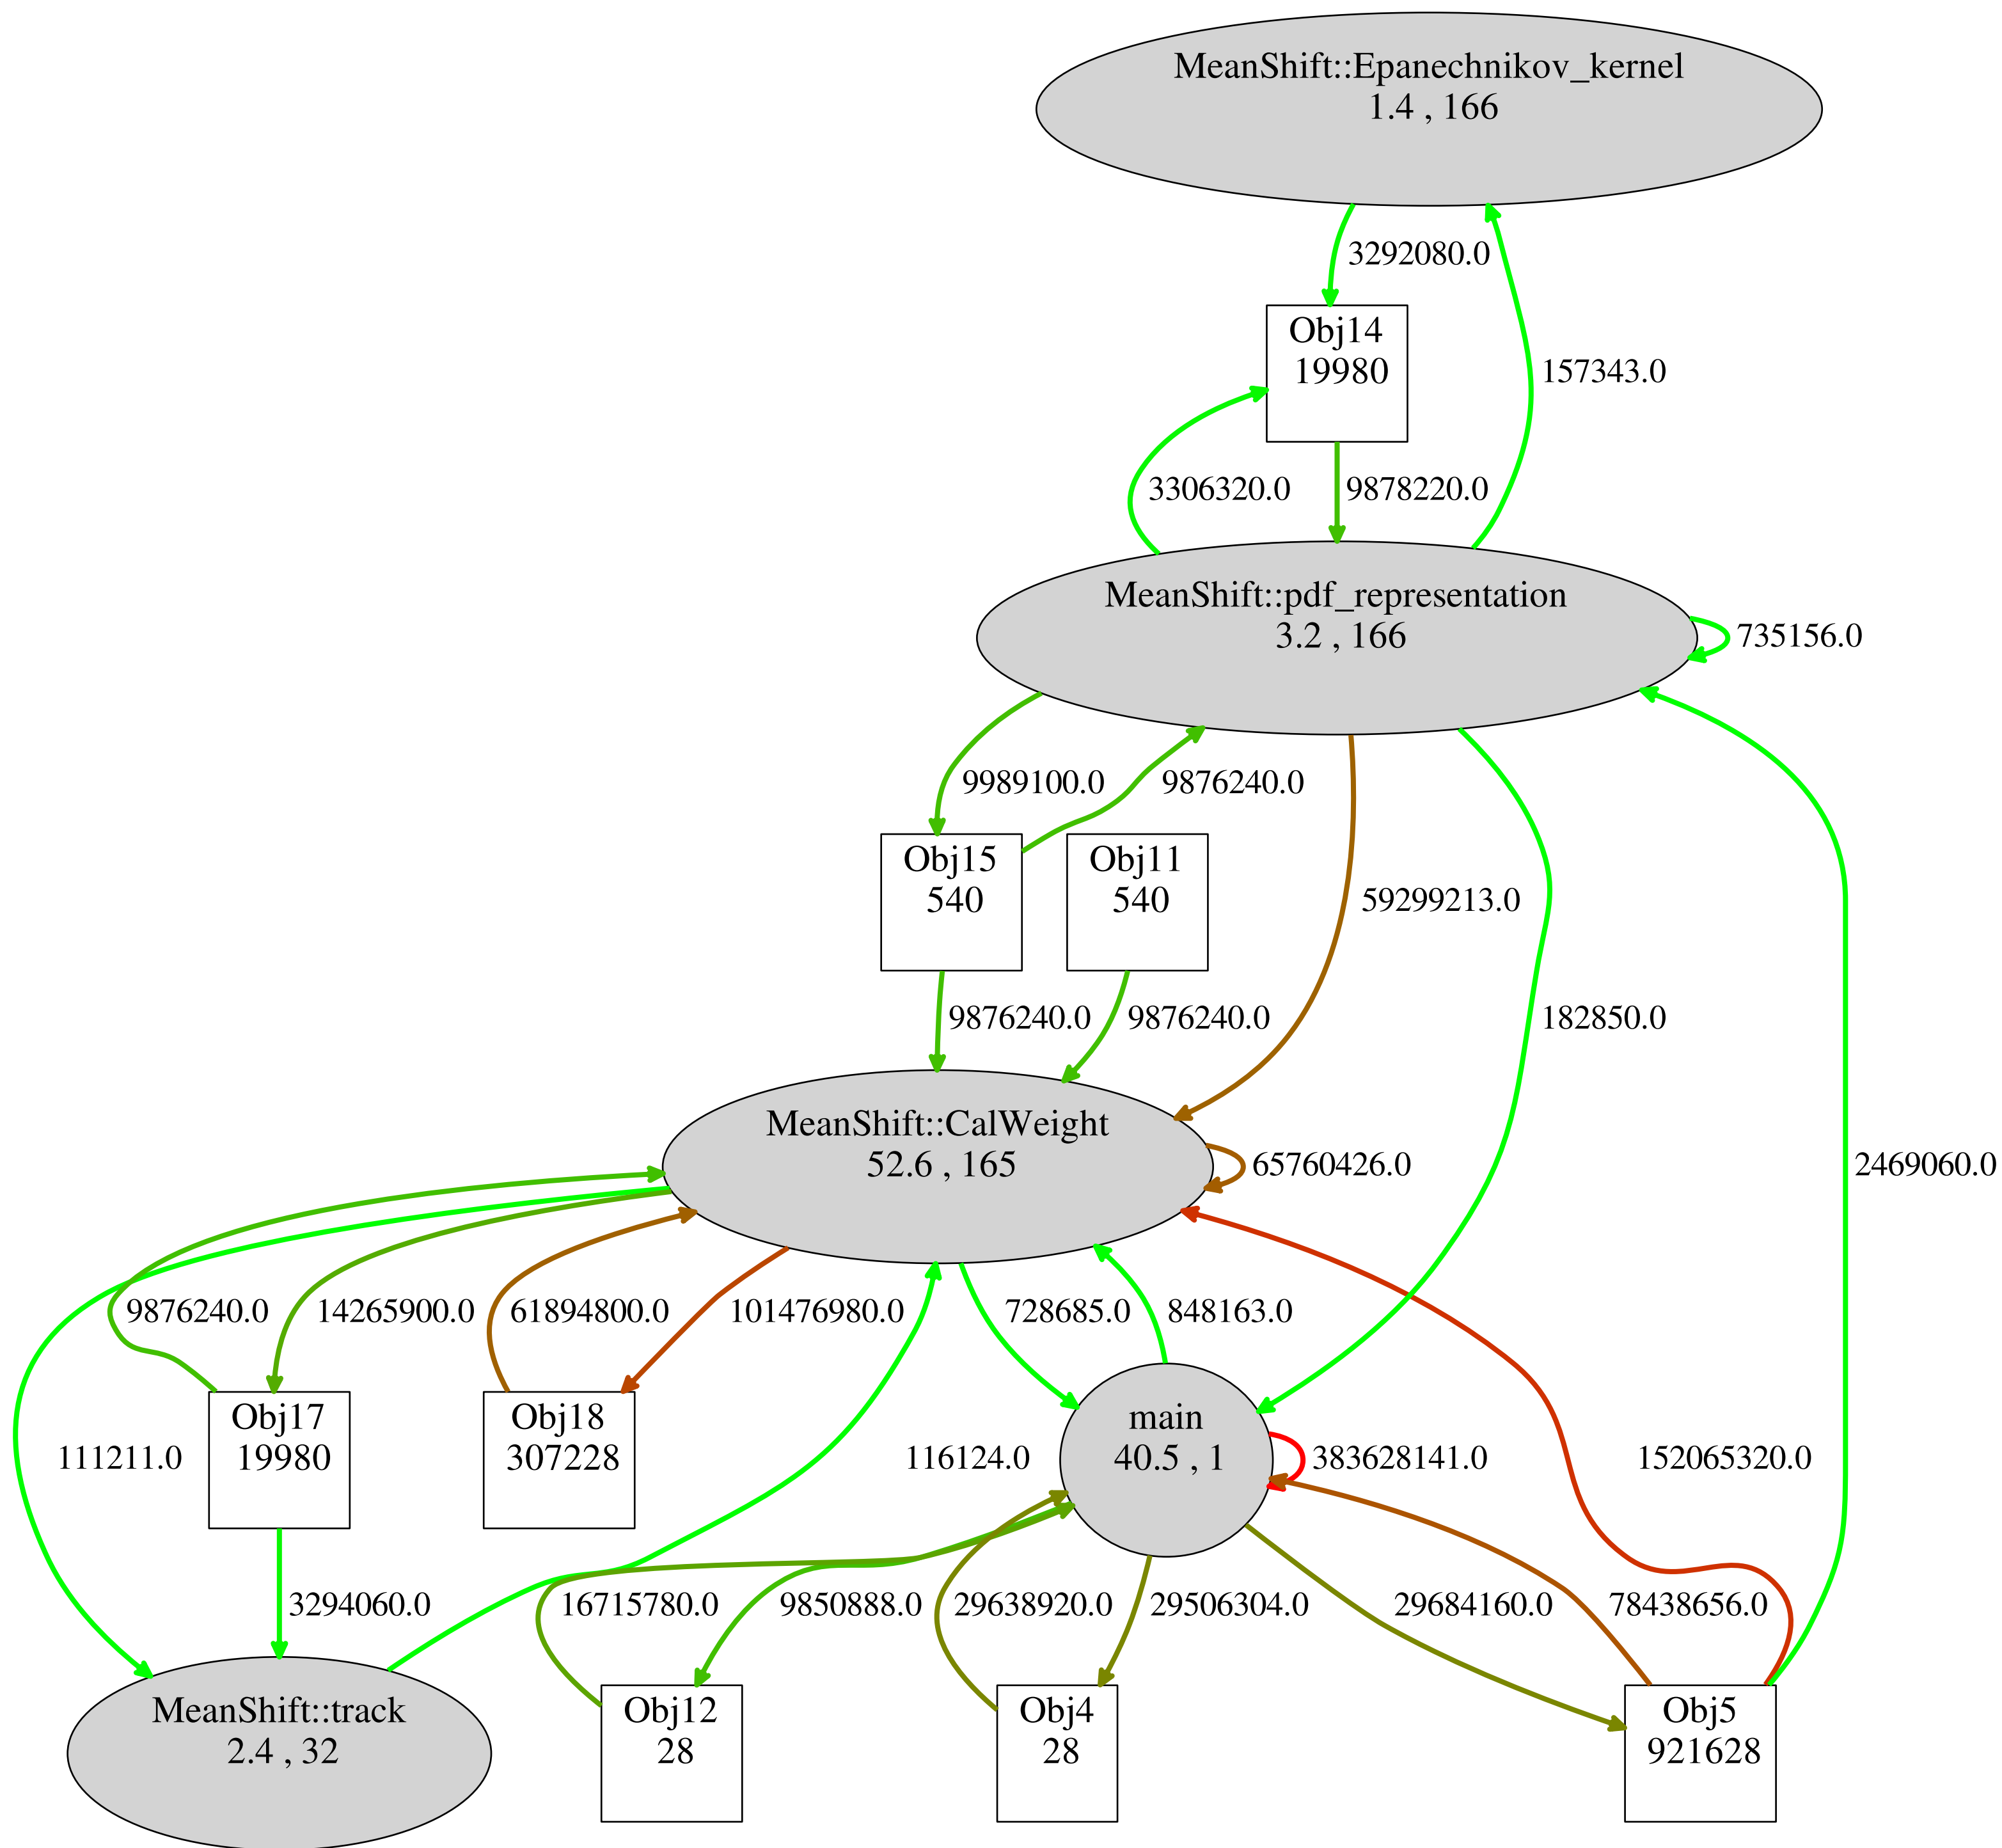 MeanShift::Epanechnikov_kernel
1.4 , 166
3292080.0
Obj14
19980
157343.0
3306320.0
9878220.0
MeanShift::pdf_representation
3.2 , 166
735156.0
9989100.0
9876240.0
Obj15
540
Obj11
540
59299213.0
9876240.0
9876240.0
182850.0
MeanShift::CalWeight
52.6 , 165
65760426.0
2469060.0
9876240.0
14265900.0
61894800.0
101476980.0
728685.0
848163.0
111211.0
Obj17
19980
Obj18
307228
116124.0
main
40.5 , 1
383628141.0
152065320.0
3294060.0
16715780.0
9850888.0
29638920.0
29506304.0
29684160.0
78438656.0
MeanShift::track
2.4 , 32
Obj12
28
Obj4
28
Obj5
921628